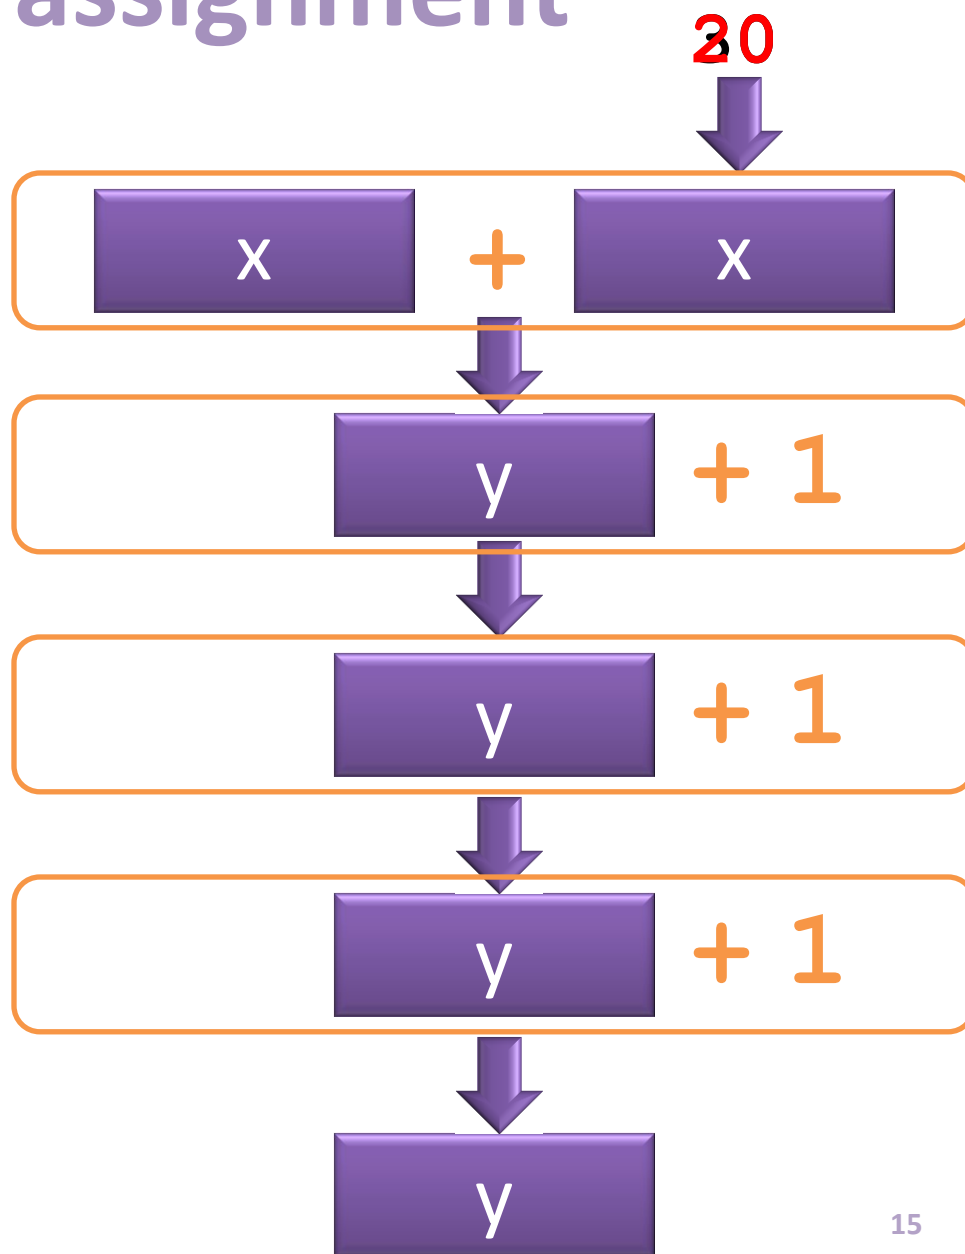 assignment
20
x + x
y + 1
y + 1
y + 1
y
15